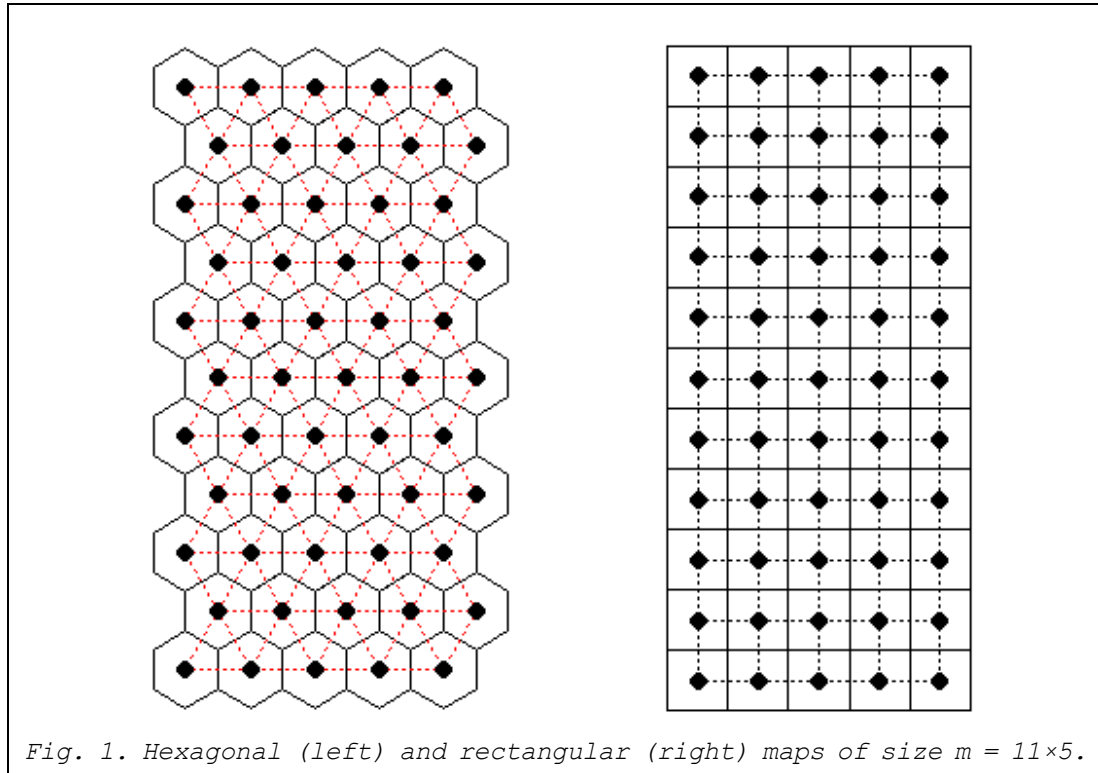 Fig. 1. Hexagonal (left) and rectangular (right) maps of size m = 11×5.